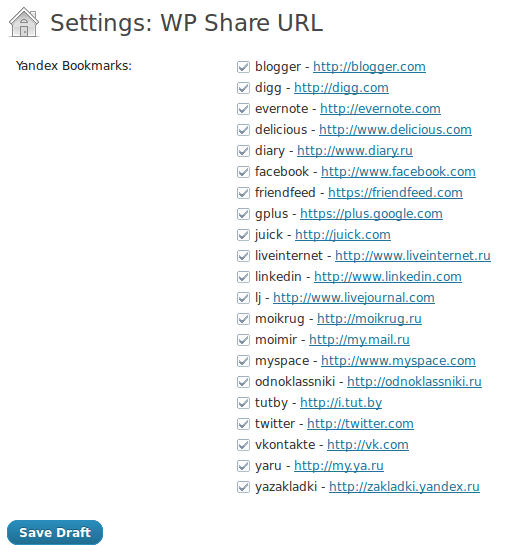 Settings: WP Share URL
Yandex Bookmarks:
blogger - http://blogger.com
digg - http://digg.com
evernote - http://evernote.com
delicious - http://www.delicious.com
diary - http://www.diary.ru
facebook - http://www.facebook.com
friendfeed - https://friendfeed.com
gplus - https://plus.google.com
juick - http://juick.com
liveinternet - http://www.liveinternet.ru
linkedin - http://www.linkedin.com
lj - http://www.livejournal.com
moikrug - http://moikrug.ru
moimir - http://my.mail.ru
myspace - http://www.myspace.com
odnoklassniki - http://odnoklassniki.ru
tutby - http://i.tut.by
twitter - http://twitter.com
vkontakte - http://vk.com
yaru - http://my.ya.ru
yazakladki - http://zakladki.yandex.ru
Save Draft